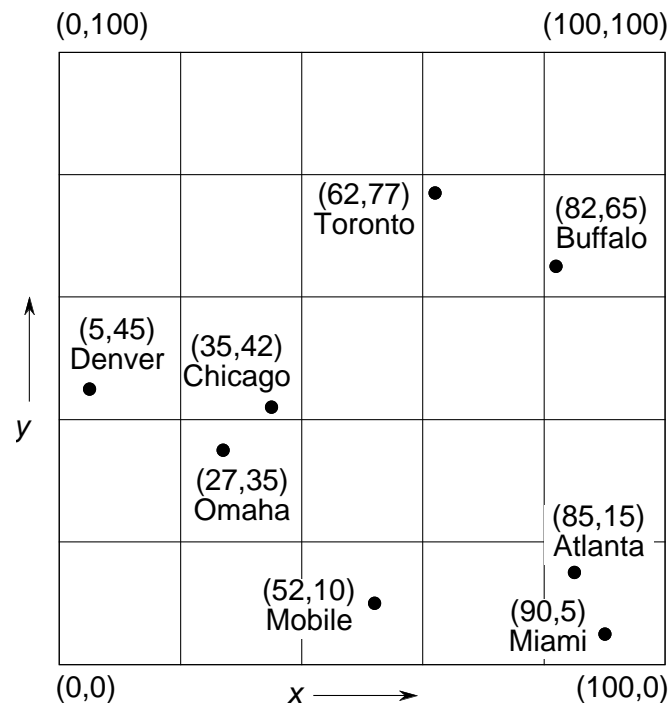 (0,100)
(100,100)
(62,77)
Toronto
(82,65)
Buffalo
(5,45)
Denver
(35,42)
Chicago
y
(27,35)
Omaha
(85,15)
Atlanta
(52,10)
Mobile
(90,5)
Miami
(0,0)
x
(100,0)